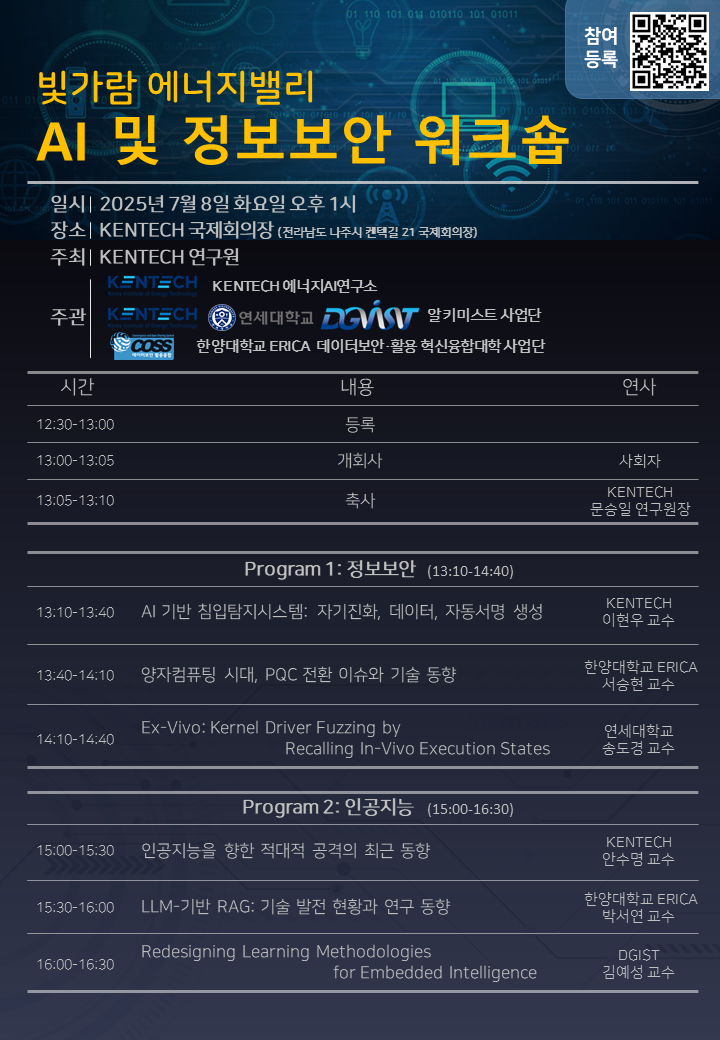 참여
등록
빛가람 에너지밸리
AI 및 정보보안 워크숍
일시 2025년 7월 8일 화요일 오후 1시
장소 KENTECH 국제회의장 (전라남도 나주시 켄텍길 21 국제회의장)
주최 KENTECH 연구원
주관
KENTECH KENTECH 에너지AI연구소
KENTECH 연세대학교 DGIST 알키미스트 사업단
COSS 데이터보안 활용융합 한양대학교 ERICA 데이터보안·활용 혁신융합대학 사업단
시간 내용 연사
12:30-13:00 등록
13:00-13:05 개회사 사회자
13:05-13:10 축사 KENTECH
문승일 연구원장
Program 1: 정보보안 (13:10-14:40)
13:10-13:40 AI 기반 침입탐지시스템: 자기진화, 데이터, 자동서명 생성 KENTECH
이현우 교수
13:40-14:10 양자컴퓨팅 시대, PQC 전환 이슈와 기술 동향 한양대학교 ERICA
서승현 교수
14:10-14:40 Ex-Vivo: Kernel Driver Fuzzing by
Recalling In-Vivo Execution States
연세대학교
송도경 교수
Program 2: 인공지능 (15:00-16:30)
15:00-15:30 인공지능을 향한 적대적 공격의 최근 동향 KENTECH
안수명 교수
15:30-16:00 LLM-기반 RAG: 기술 발전 현황과 연구 동향 한양대학교 ERICA
박서연 교수
16:00-16:30 Redesigning Learning Methodologies
for Embedded Intelligence
DGIST
김예성 교수